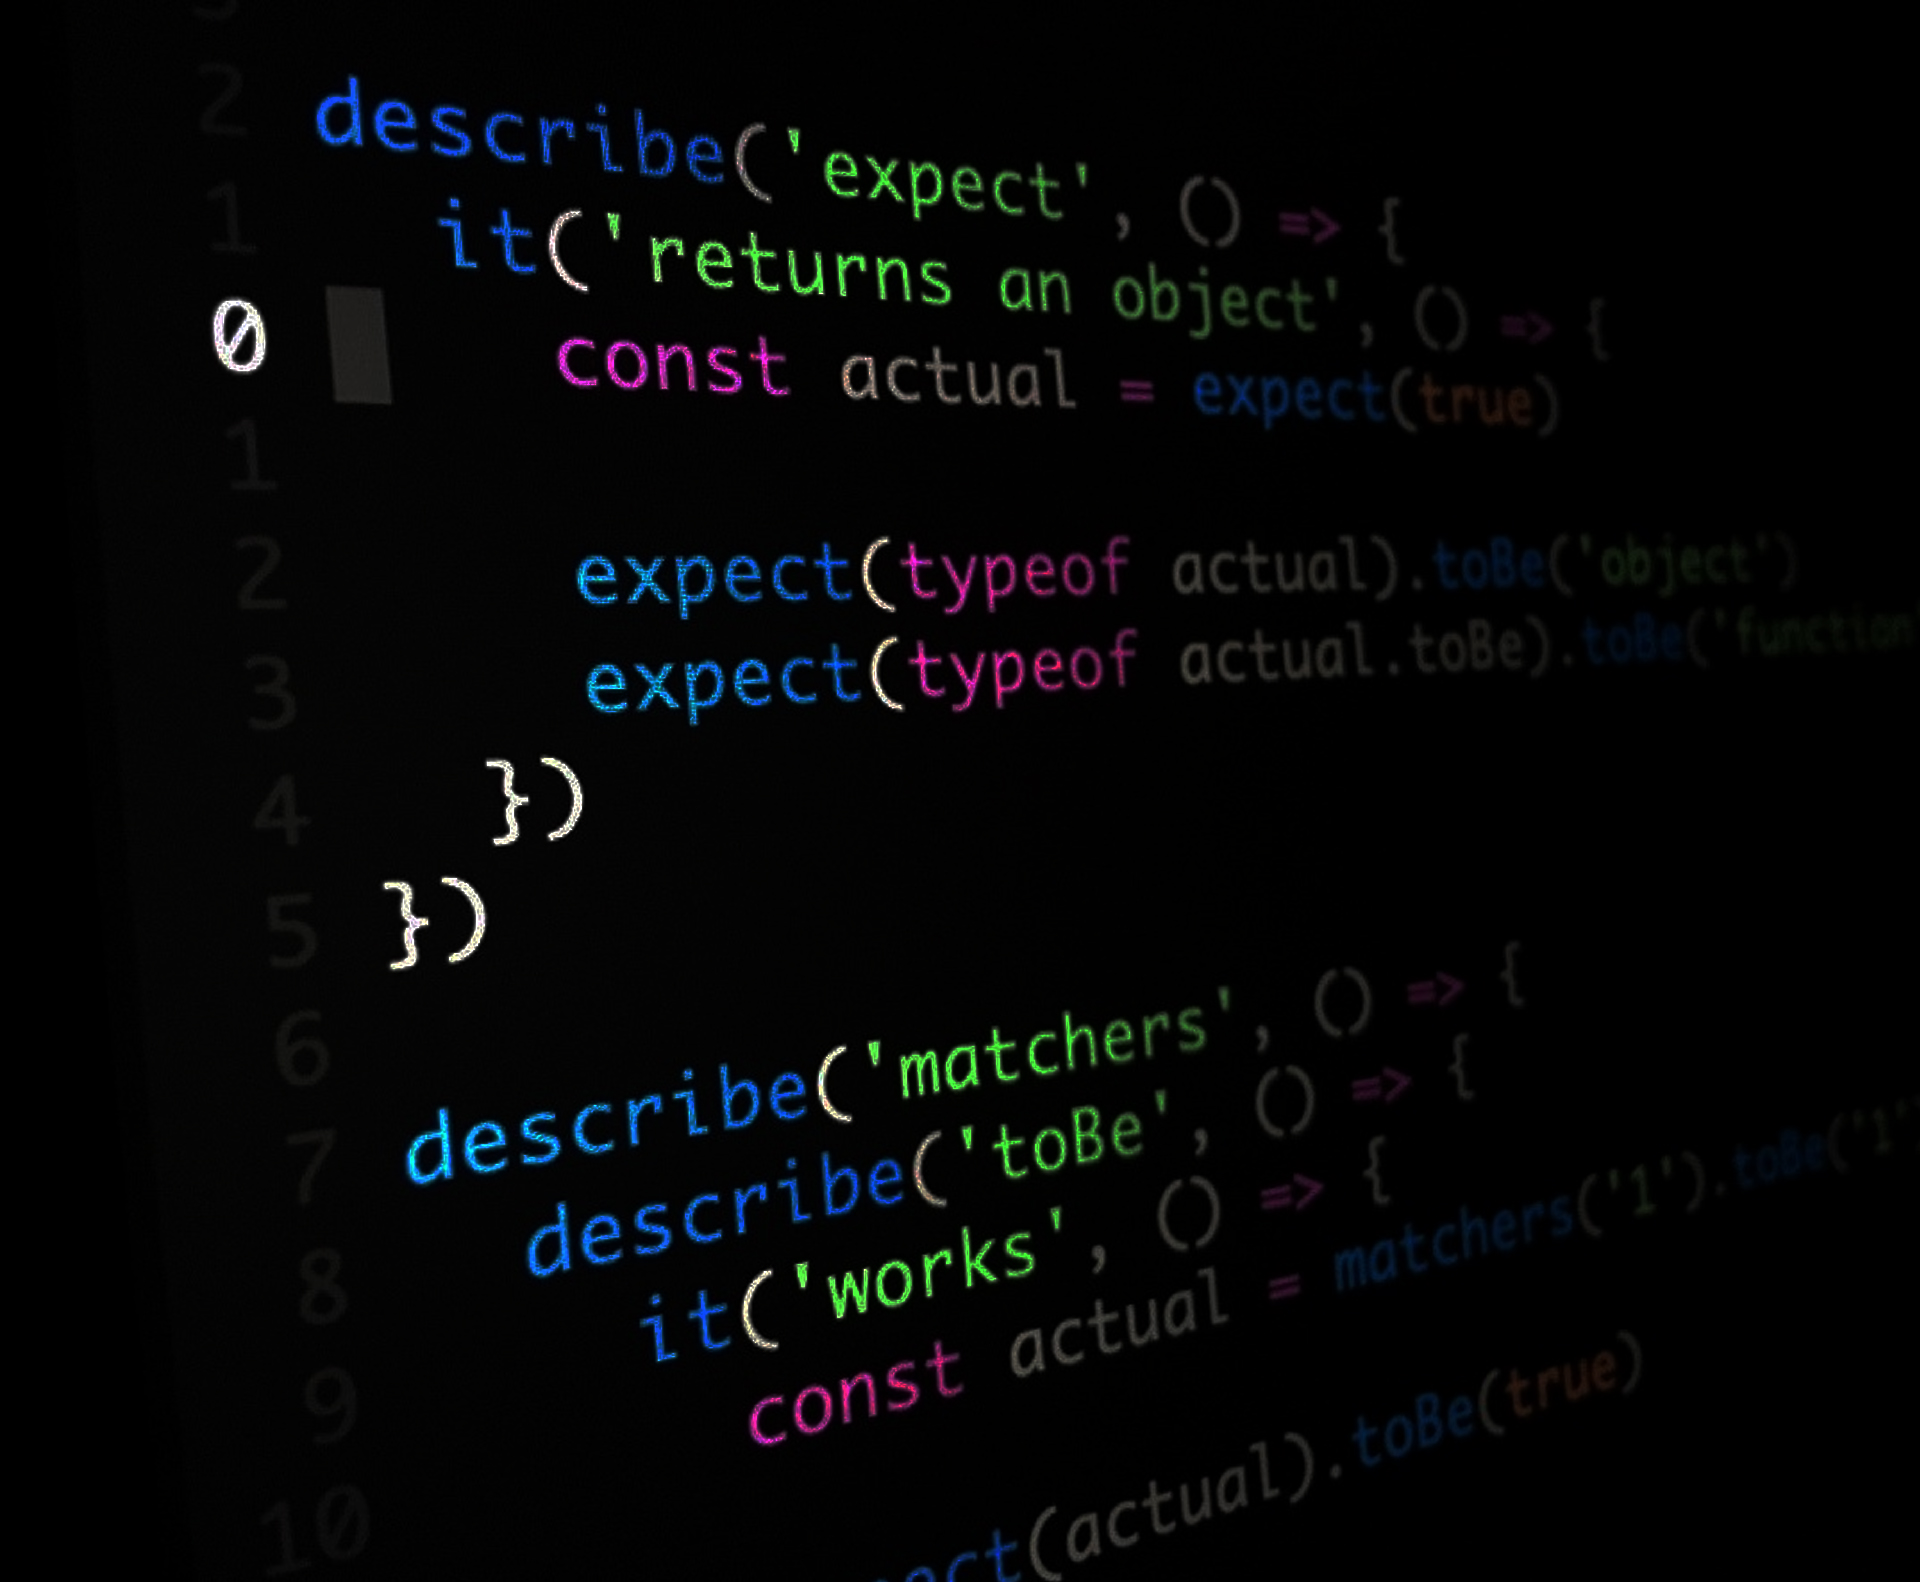 2 describe('expect', () => {
1 it('returns an object', () => {
0 const actual = expect(true)
1
2 expect(typeof actual).toBe('object')
3 expect(typeof actual.toBe).toBe('function'
4 })
5 })
6
7 describe('matchers', () => {
8 describe('toBe', () => {
9 it('works', () => {
10 const actual = matchers('1').toBe('1'
(actual).toBe(true)